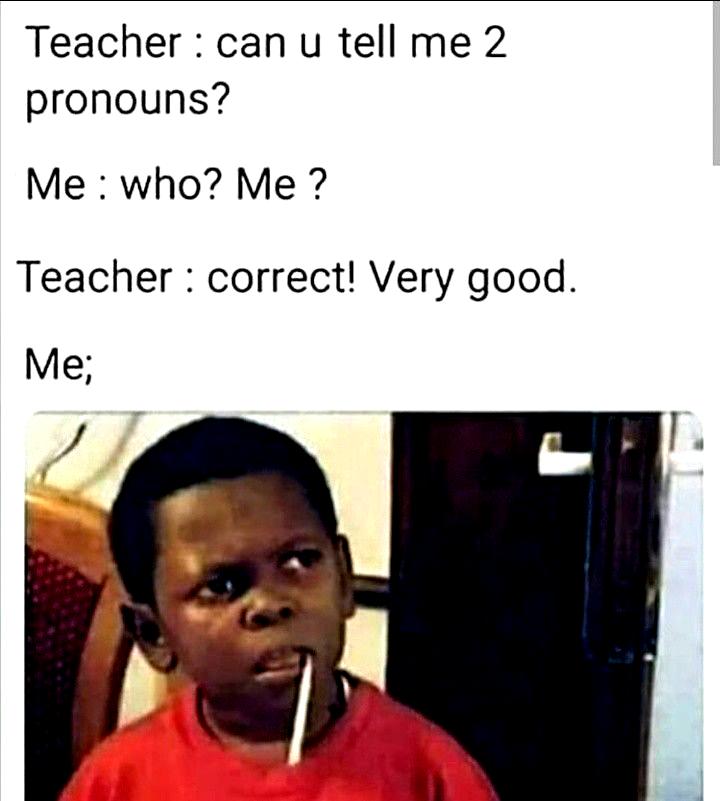 Teacher : can u tell me 2
pronouns?
Me : who? Me ?
Teacher : correct! Very good.
Me;